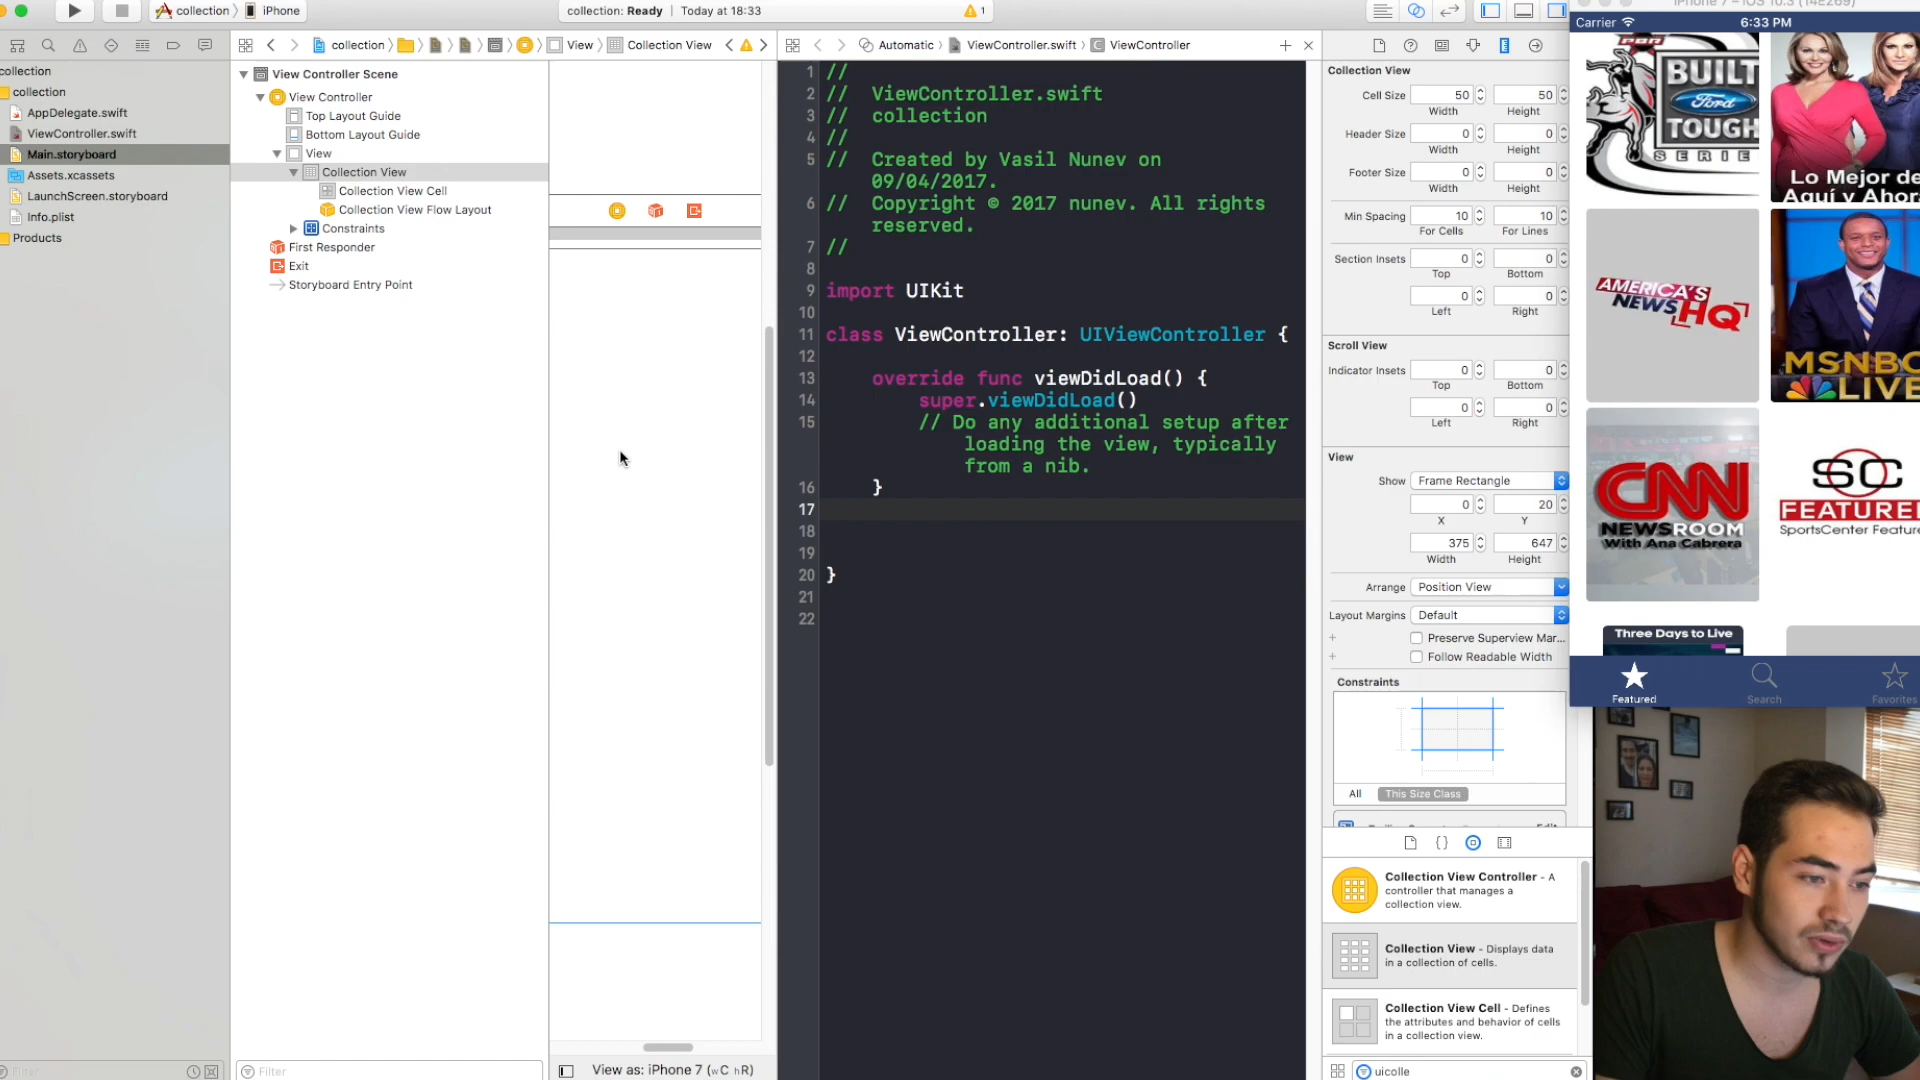 collection
iPhone
collection: Ready | Today at 18:33
1
iPhone 7 – iOS 10.3 (14E269)
collection
View
Collection View
Automatic
ViewController.swift
ViewController
collection
collection
AppDelegate.swift
ViewController.swift
Main.storyboard
Assets.xcassets
LaunchScreen.storyboard
Info.plist
Products
Filter
View Controller Scene
View Controller
Top Layout Guide
Bottom Layout Guide
View
Collection View
Collection View Cell
Collection View Flow Layout
Constraints
First Responder
Exit
Storyboard Entry Point
Filter
View as: iPhone 7 (wC hR)
1 //
2 // ViewController.swift
3 // collection
4 //
5 // Created by Vasil Nunev on
09/04/2017.
6 // Copyright © 2017 nunev. All rights
reserved.
7 //
8
9 import UIKit
10
11 class ViewController: UIViewController {
12
13 override func viewDidLoad() {
14 super.viewDidLoad()
15 // Do any additional setup after
loading the view, typically
from a nib.
16 }
17
18
19
20 }
21
22
Collection View
Cell Size 50 50
Width Height
Header Size 0 0
Width Height
Footer Size 0 0
Width Height
Min Spacing 10 10
For Cells For Lines
Section Insets 0 0
Top Bottom
0 0
Left Right
Scroll View
Indicator Insets 0 0
Top Bottom
0 0
Left Right
View
Show Frame Rectangle
0 20
X Y
375 647
Width Height
Arrange Position View
Layout Margins Default
Preserve Superview Mar...
Follow Readable Width
Constraints
All This Size Class
Edit
Collection View Controller - A
controller that manages a
collection view.
Collection View - Displays data
in a collection of cells.
Collection View Cell - Defines
the attributes and behavior of cells
in a collection view.
uicolle
Carrier 6:33 PM
PBR
BUILT
Ford
TOUGH
SERIES
Lo Mejor de
Aquí y Ahora
AMERICA'S
NEWS HQ
MSNBC
LIVE
CNN
NEWSROOM
With Ana Cabrera
SC
FEATURED
SportsCenter Featured
Three Days to Live
Featured
Search
Favorites